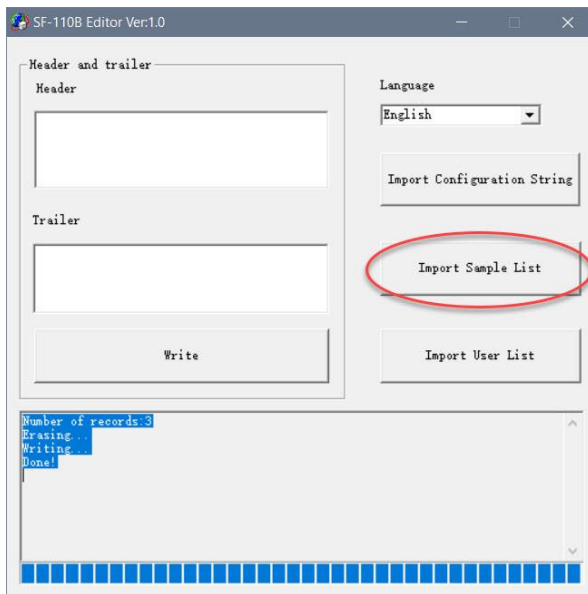 SF-110B Editor Ver:1.0
Header and trailer
Header
Language
English
Import Configuration String
Trailer
Import Sample List
Write
Import User List
Number of records:3
Erasing...
Writing...
Done!